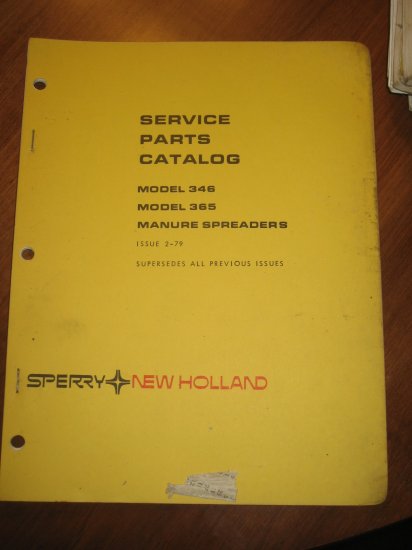 SERVICE
PARTS
CATALOG
MODEL 346
MODEL 365
MANURE SPREADERS
ISSUE 2-79
SUPERSEDES ALL PREVIOUS ISSUES
SPERRY NEW HOLLAND